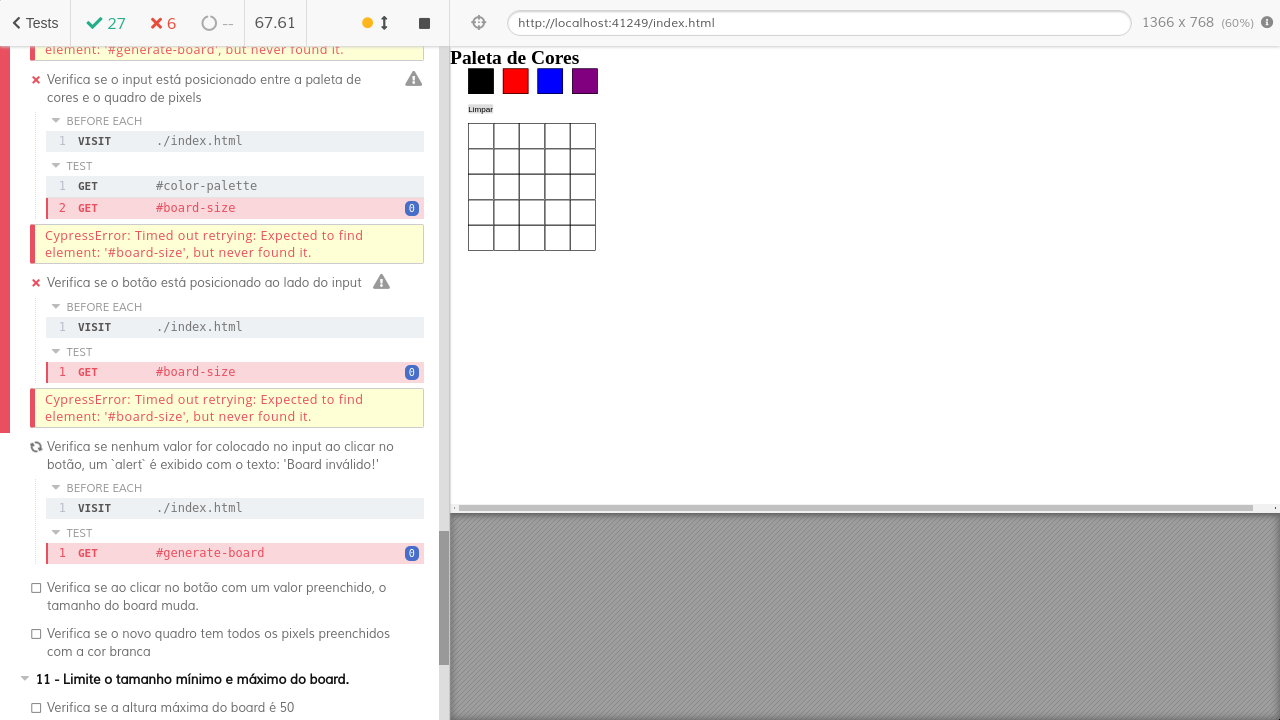 Tests 27 6 -- 67.61
http://localhost:41249/index.html 1366 x 768 (60%)
element: '#generate-board', but never found it.
Verifica se o input está posicionado entre a paleta de
cores e o quadro de pixels
BEFORE EACH
1 VISIT ./index.html
TEST
1 GET #color-palette
2 GET #board-size 0
CypressError: Timed out retrying: Expected to find
element: '#board-size', but never found it.
Verifica se o botão está posicionado ao lado do input
BEFORE EACH
1 VISIT ./index.html
TEST
1 GET #board-size 0
CypressError: Timed out retrying: Expected to find
element: '#board-size', but never found it.
Verifica se nenhum valor for colocado no input ao clicar no
botão, um `alert` é exibido com o texto: 'Board inválido!'
BEFORE EACH
1 VISIT ./index.html
TEST
1 GET #generate-board 0
Verifica se ao clicar no botão com um valor preenchido, o
tamanho do board muda.
Verifica se o novo quadro tem todos os pixels preenchidos
com a cor branca
11 - Limite o tamanho mínimo e máximo do board.
Verifica se a altura máxima do board é 50
Paleta de Cores
Limpar